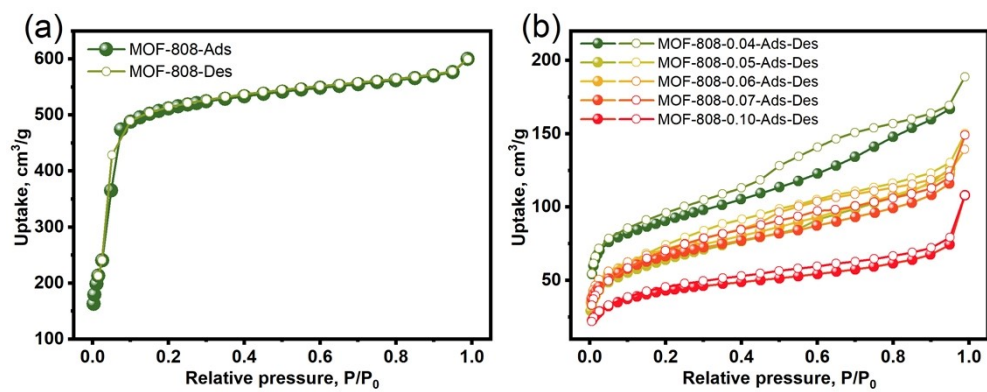 (a)
MOF-808-Ads
MOF-808-Des
Uptake, cm³/g
600
500
400
300
200
100
0.0 0.2 0.4 0.6 0.8 1.0
Relative pressure, P/P₀
(b)
MOF-808-0.04-Ads-Des
MOF-808-0.05-Ads-Des
MOF-808-0.06-Ads-Des
MOF-808-0.07-Ads-Des
MOF-808-0.10-Ads-Des
Uptake, cm³/g
200
150
100
50
0.0 0.2 0.4 0.6 0.8 1.0
Relative pressure, P/P₀